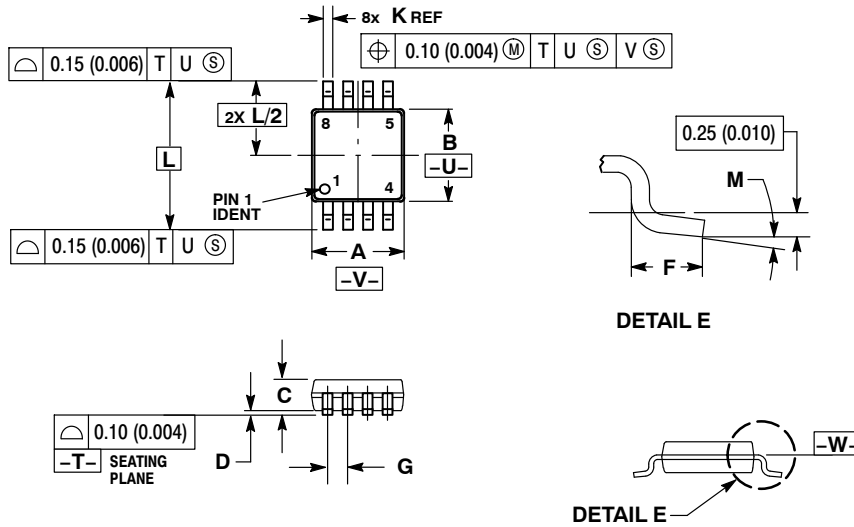 8x K REF
⌓ 0.15 (0.006) T U Ⓢ
⌖ 0.10 (0.004) Ⓜ T U Ⓢ V Ⓢ
2X L/2
8 5
B
–U–
L
PIN 1
IDENT
1 4
⌓ 0.15 (0.006) T U Ⓢ
A
–V–
0.25 (0.010)
M
F
DETAIL E
C
⌓ 0.10 (0.004)
–T– SEATING
PLANE
D
G
–W–
DETAIL E